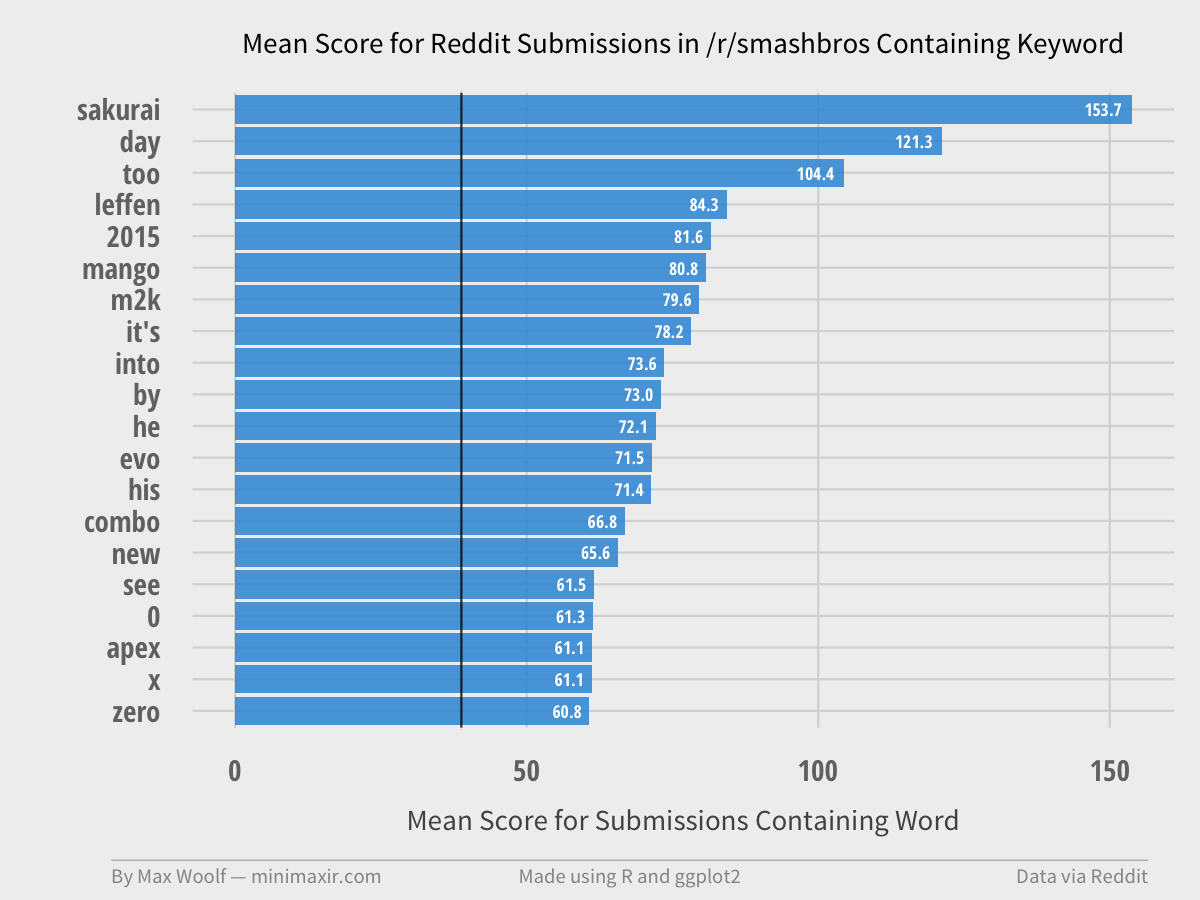 Mean Score for Reddit Submissions in /r/smashbros Containing Keyword
sakurai 153.7
day 121.3
too 104.4
leffen 84.3
2015 81.6
mango 80.8
m2k 79.6
it's 78.2
into 73.6
by 73.0
he 72.1
evo 71.5
his 71.4
combo 66.8
new 65.6
see 61.5
0 61.3
apex 61.1
x 61.1
zero 60.8
0 50 100 150
Mean Score for Submissions Containing Word
By Max Woolf — minimaxir.com Made using R and ggplot2 Data via Reddit